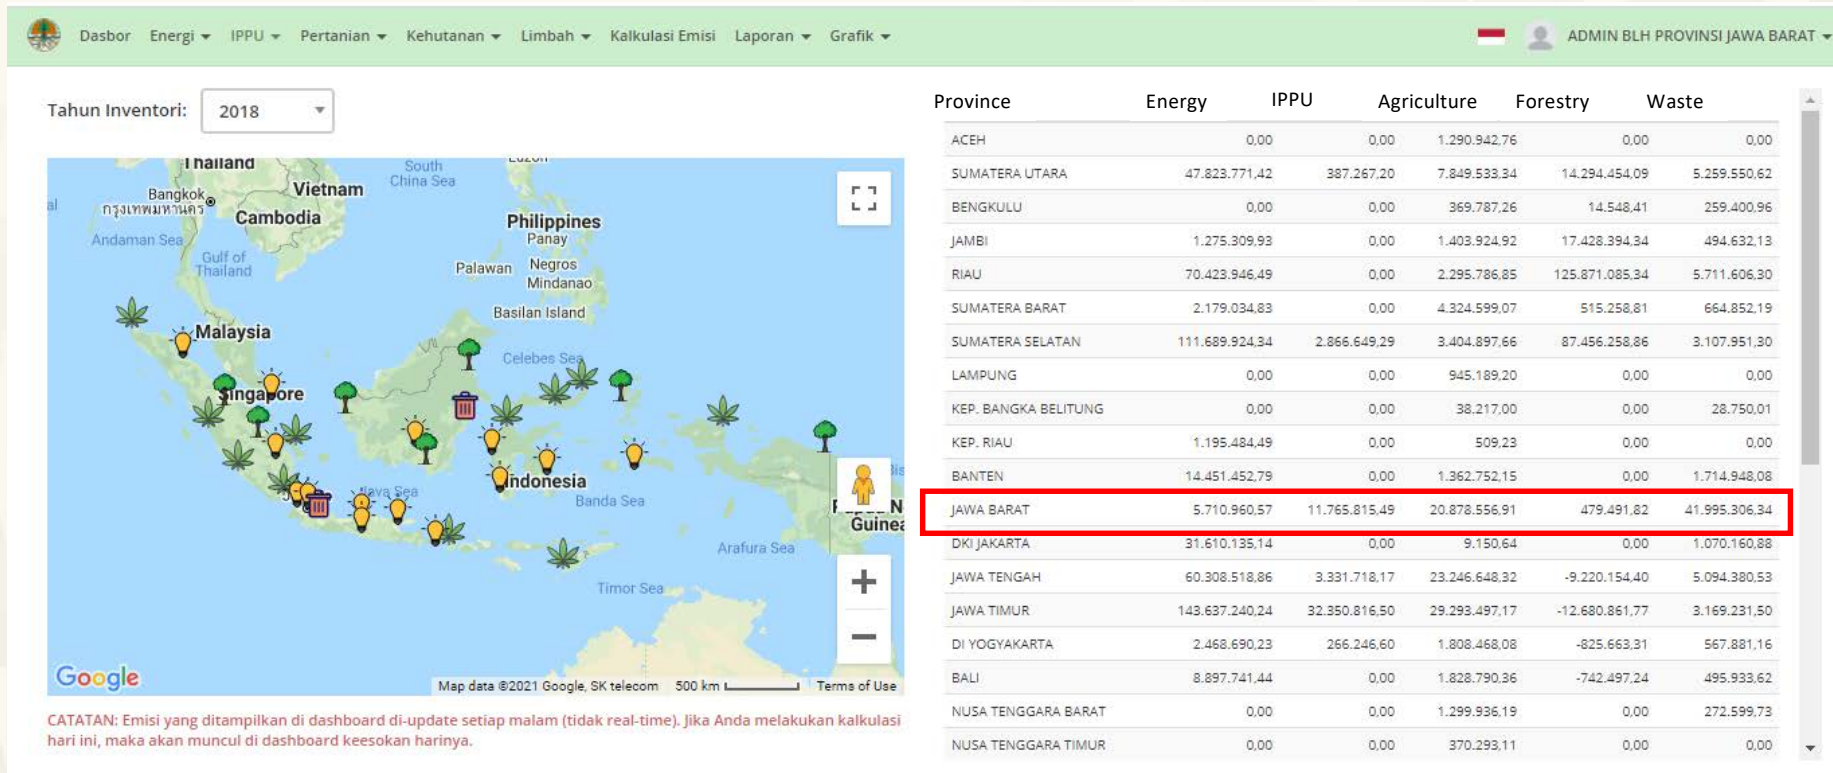 Dasbor Energi IPPU Pertanian Kehutanan Limbah Kalkulasi Emisi Laporan Grafik ADMIN BLH PROVINSI JAWA BARAT
Tahun Inventori: 2018
Thailand
South
China Sea
Vietnam
Bangkok
กรุงเทพมหานคร
Cambodia
Philippines
Panay
Andaman Sea
Gulf of
Thailand
Palawan
Negros
Mindanao
Basilan Island
Malaysia
Celebes Sea
Singapore
Java Sea
Indonesia
Banda Sea
Guinea
Arafura Sea
Timor Sea
Google
Map data ©2021 Google, SK telecom 500 km Terms of Use
CATATAN: Emisi yang ditampilkan di dashboard di-update setiap malam (tidak real-time). Jika Anda melakukan kalkulasi
hari ini, maka akan muncul di dashboard keesokan harinya.
Province Energy IPPU Agriculture Forestry Waste
ACEH 0,00 0,00 1.290.942,76 0,00 0,00
SUMATERA UTARA 47.823.771,42 387.267,20 7.849.533,34 14.294.454,09 5.259.550,62
BENGKULU 0,00 0,00 369.787,26 14.548,41 259.400,96
JAMBI 1.275.309,93 0,00 1.403.924,92 17.428.394,34 494.632,13
RIAU 70.423.946,49 0,00 2.295.786,85 125.871.085,34 5.711.606,30
SUMATERA BARAT 2.179.034,83 0,00 4.324.599,07 515.258,81 664.852,19
SUMATERA SELATAN 111.689.924,34 2.866.649,29 3.404.897,66 87.456.258,86 3.107.951,30
LAMPUNG 0,00 0,00 945.189,20 0,00 0,00
KEP. BANGKA BELITUNG 0,00 0,00 38.217,00 0,00 28.750,01
KEP. RIAU 1.195.484,49 0,00 509,23 0,00 0,00
BANTEN 14.451.452,79 0,00 1.362.752,15 0,00 1.714.948,08
JAWA BARAT 5.710.960,57 11.765.815,49 20.878.556,91 479.491,82 41.995.306,34
DKI JAKARTA 31.610.135,14 0,00 9.150,64 0,00 1.070.160,88
JAWA TENGAH 60.308.518,86 3.331.718,17 23.246.648,32 -9.220.154,40 5.094.380,53
JAWA TIMUR 143.637.240,24 32.350.816,50 29.293.497,17 -12.680.861,77 3.169.231,50
DI YOGYAKARTA 2.468.690,23 266.246,60 1.808.468,08 -825.663,31 567.881,16
BALI 8.897.741,44 0,00 1.828.790,36 -742.497,24 495.933,62
NUSA TENGGARA BARAT 0,00 0,00 1.299.936,19 0,00 272.599,73
NUSA TENGGARA TIMUR 0,00 0,00 370.293,11 0,00 0,00